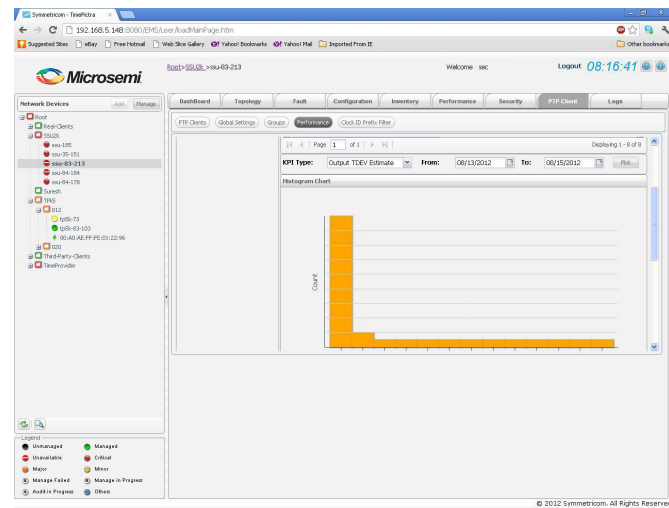 Symmetricom - TimePictra
192.168.5.148:8080/EMS/user/loadMainPage.htm
Suggested Sites eBay Free Hotmail Web Slice Gallery Yahoo! Bookmarks Yahoo! Mail Imported From IE Other bookmarks
Microsemi
Root>SSU2k >ssu-83-213
Welcome sec
Logout 08:16:41
Network Devices Add Manage
DashBoard Topology Fault Configuration Inventory Performance Security PTP Client Logs
PTP Clients Global Settings Groups Performance Clock ID Prefix Filter
Root
Real-Clients
SSU2k
ssu-185
ssu-35-151
ssu-83-213
ssu-84-184
ssu-84-178
Suresh
TP65
012
tp5k-73
tp5k-83-103
00:A0:AE:FF:FE:01:22:96
020
Third-Party-Clients
TimeProvider
Page 1 of 1 Displaying 1 - 8 of 8
KPI Type: Output TDEV Estimate From: 08/13/2012 To: 08/15/2012 Plot
Histogram Chart
Count
Legend
Unmanaged Managed
Unavailable Critical
Major Minor
Manage Failed Manage in Progress
Audit in Progress Others
© 2012 Symmetricom. All Rights Reserved